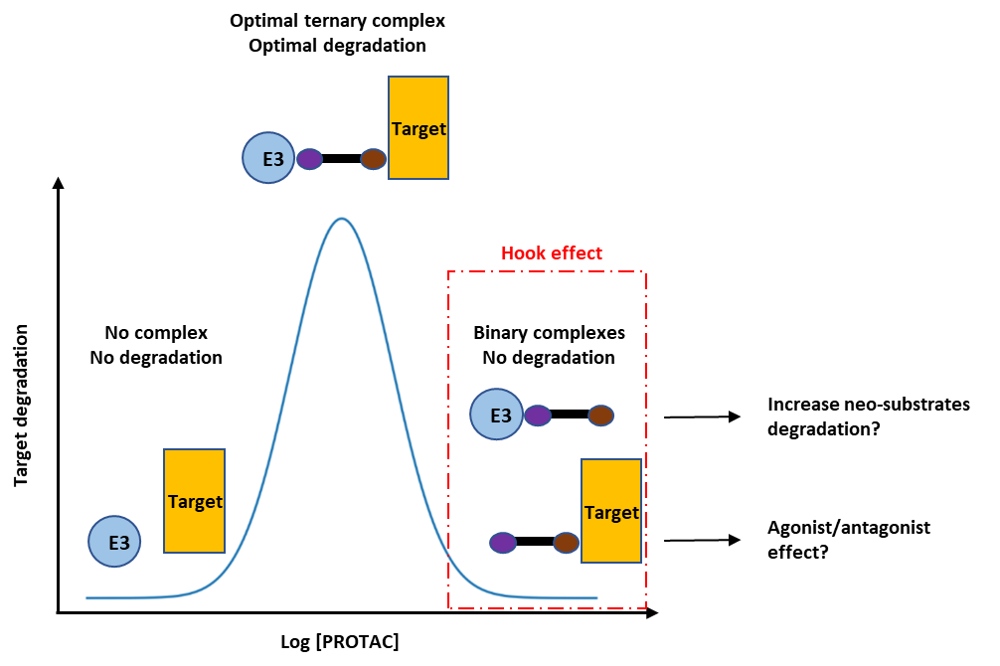 Optimal ternary complex
Optimal degradation
Target
E3
Hook effect
No complex
No degradation
Binary complexes
No degradation
E3
Increase neo-substrates
degradation?
Target
Target
E3
Agonist/antagonist
effect?
Target degradation
Log [PROTAC]